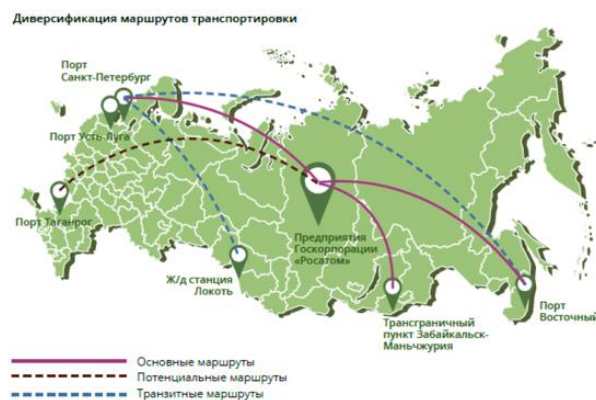 Диверсификация маршрутов транспортировки
Порт
Санкт-Петербург
Порт Усть-Луга
Порт Таганрог
Предприятия
Госкорпорации
«Росатом»
Ж/д станция
Локоть
Трансграничный
пункт Забайкальск-
Маньчжурия
Порт
Восточный
Основные маршруты
Потенциальные маршруты
Транзитные маршруты